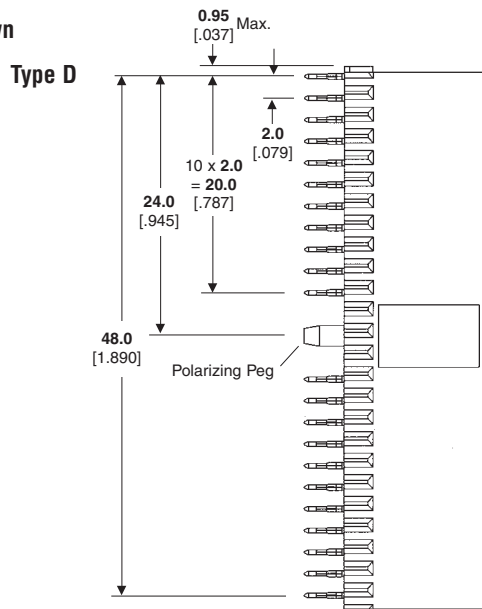 0.95
[.037]
Max.
Type D
2.0
[.079]
10 x 2.0
= 20.0
[.787]
24.0
[.945]
48.0
[1.890]
Polarizing Peg